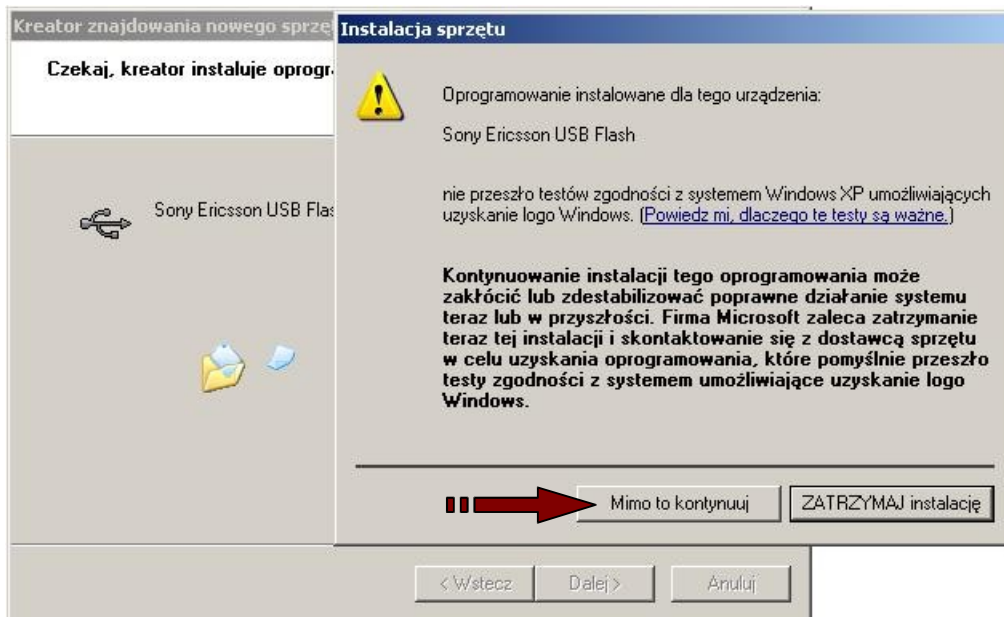 Kreator znajdowania nowego sprzę
Czekaj, kreator instaluje oprogr
Sony Ericsson USB Flas
Instalacja sprzętu
Oprogramowanie instalowane dla tego urządzenia:
Sony Ericsson USB Flash
nie przeszło testów zgodności z systemem Windows XP umożliwiających
uzyskanie logo Windows. (Powiedz mi, dlaczego te testy są ważne.)
Kontynuowanie instalacji tego oprogramowania może
zakłócić lub zdestabilizować poprawne działanie systemu
teraz lub w przyszłości. Firma Microsoft zaleca zatrzymanie
teraz tej instalacji i skontaktowanie się z dostawcą sprzętu
w celu uzyskania oprogramowania, które pomyślnie przeszło
testy zgodności z systemem umożliwiające uzyskanie logo
Windows.
Mimo to kontynuuj
ZATRZYMAJ instalację
< Wstecz
Dalej >
Anuluj